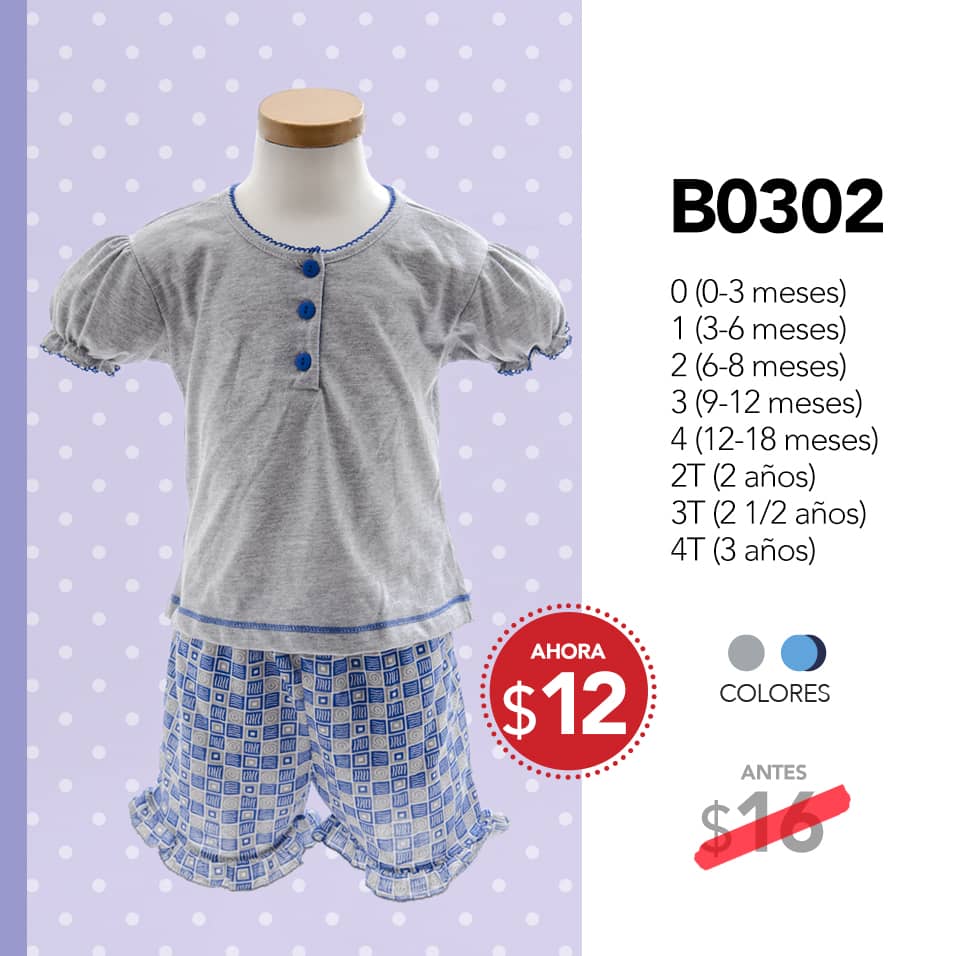 B0302
0 (0-3 meses)
1 (3-6 meses)
2 (6-8 meses)
3 (9-12 meses)
4 (12-18 meses)
2T (2 años)
3T (2 1/2 años)
4T (3 años)
AHORA
$12
COLORES
ANTES
$16